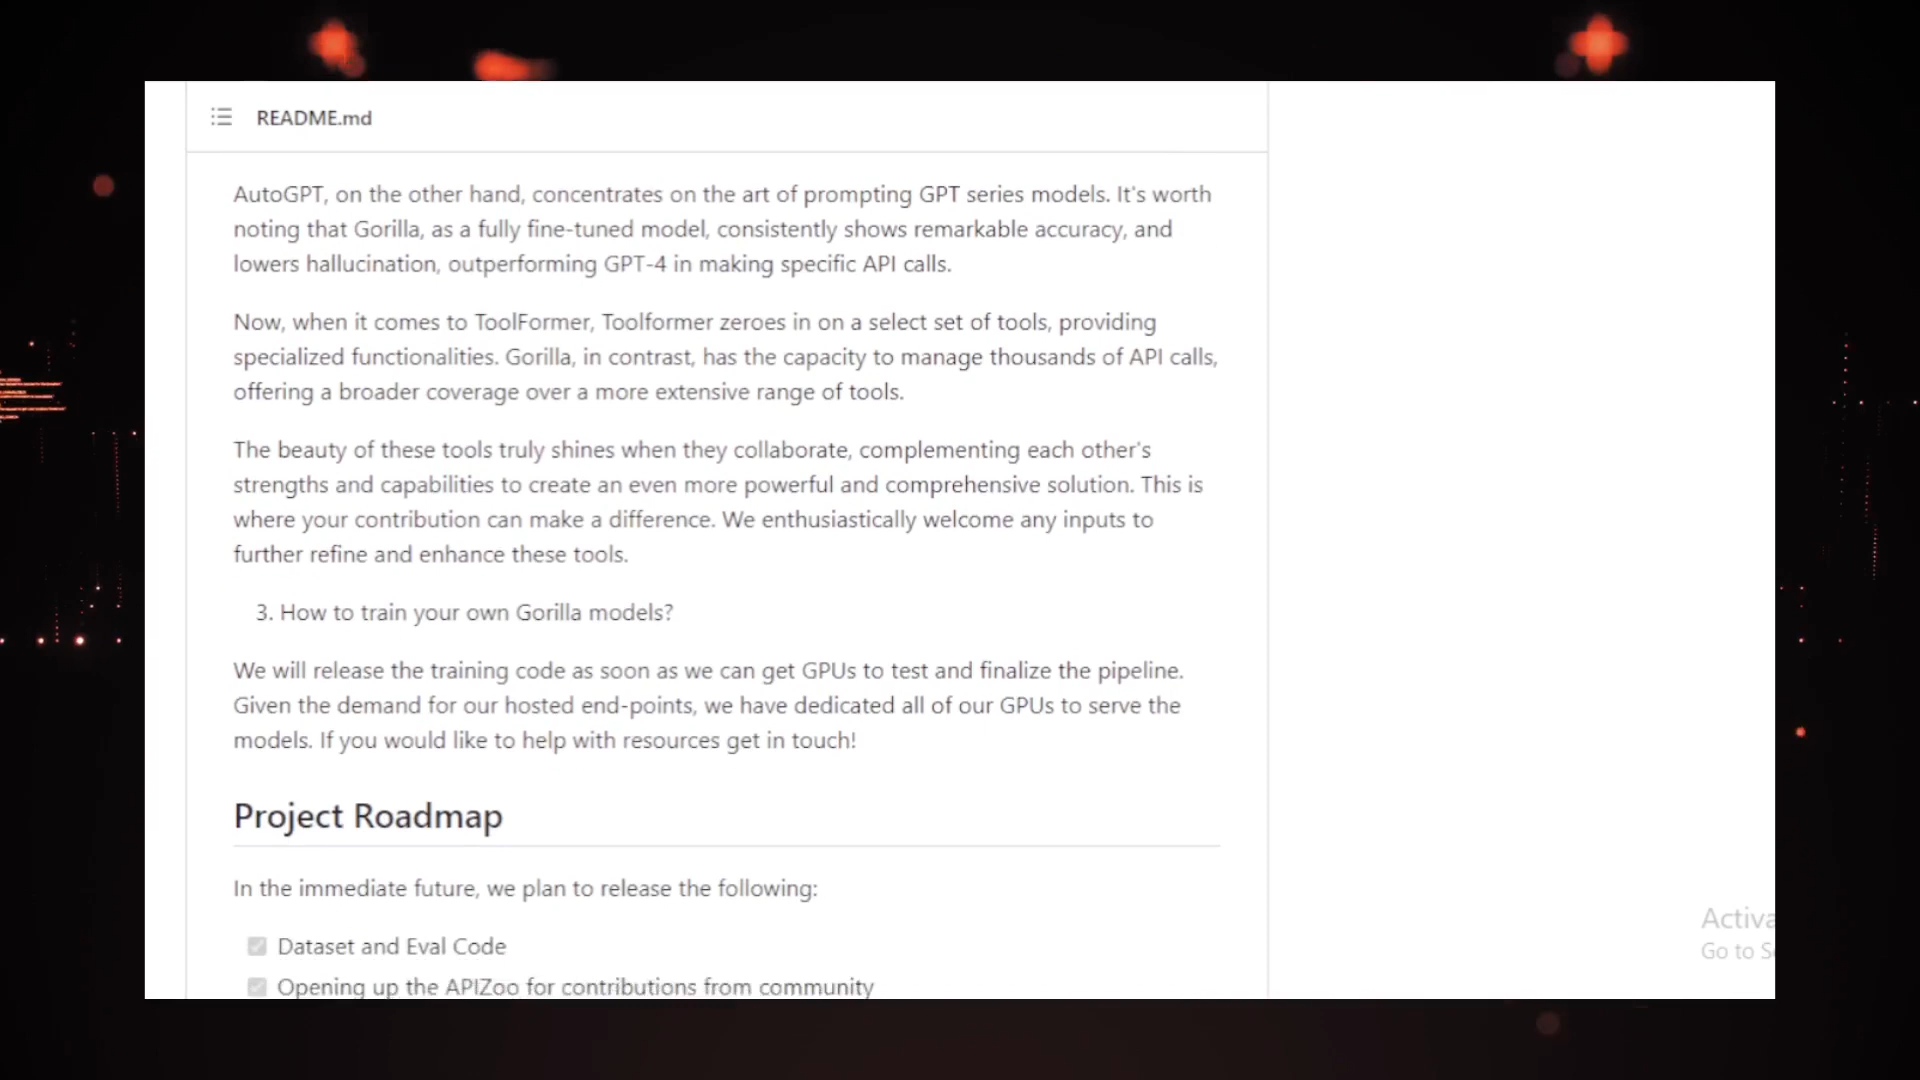 README.md
AutoGPT, on the other hand, concentrates on the art of prompting GPT series models. It's worth
noting that Gorilla, as a fully fine-tuned model, consistently shows remarkable accuracy, and
lowers hallucination, outperforming GPT-4 in making specific API calls.
Now, when it comes to ToolFormer, Toolformer zeroes in on a select set of tools, providing
specialized functionalities. Gorilla, in contrast, has the capacity to manage thousands of API calls,
offering a broader coverage over a more extensive range of tools.
The beauty of these tools truly shines when they collaborate, complementing each other's
strengths and capabilities to create an even more powerful and comprehensive solution. This is
where your contribution can make a difference. We enthusiastically welcome any inputs to
further refine and enhance these tools.
3. How to train your own Gorilla models?
We will release the training code as soon as we can get GPUs to test and finalize the pipeline.
Given the demand for our hosted end-points, we have dedicated all of our GPUs to serve the
models. If you would like to help with resources get in touch!
Project Roadmap
In the immediate future, we plan to release the following:
Dataset and Eval Code
Opening up the APIZoo for contributions from community
Activa
Go to S